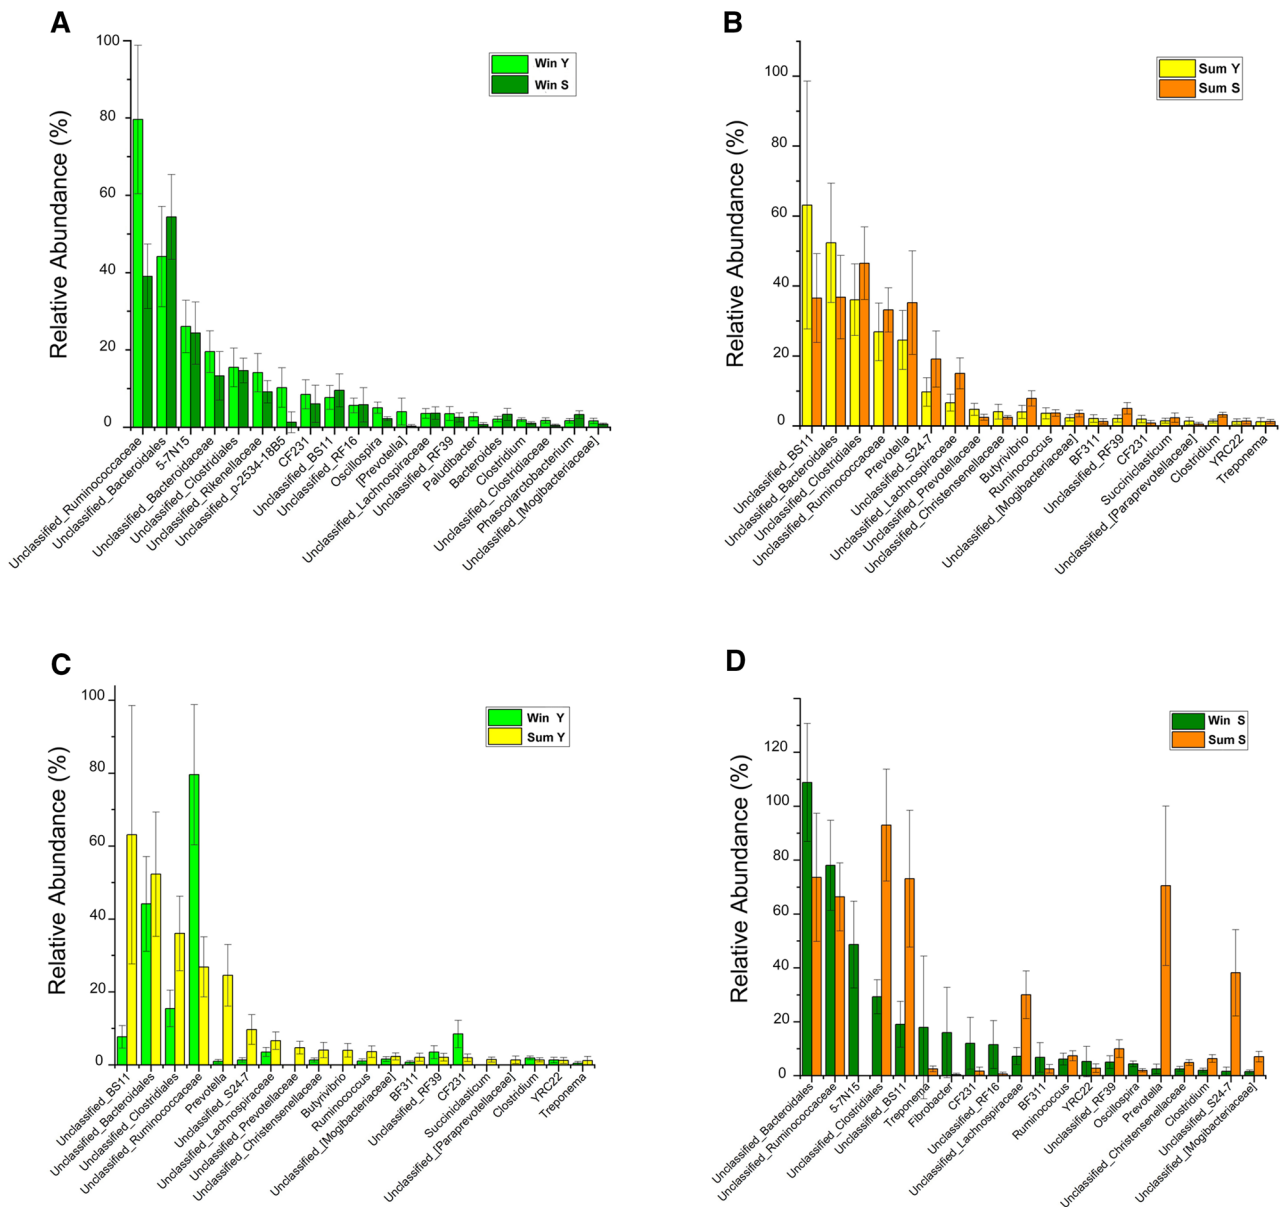 A
Relative Abundance (%)
100
80
60
40
20
0
Win Y
Win S
Unclassified_Ruminoccaceae
Unclassified_Bacteroidales
5-7N15
Unclassified_Bacteroidaceae
Unclassified_Clostridiales
Unclassified_Rikenellaceae
Unclassified_p-2534-18B5
CF231
Unclassified_BS11
Unclassified_RF16
Oscillospira
[Prevotella]
Unclassified_Lachnospiraceae
Unclassified_RF39
Paludibacter
Bacteroides
Clostridium
Unclassified_Clostridiaceae
Phascolarctobacterium
Unclassified_[Mogibacteriaceae]
B
Relative Abundance (%)
100
80
60
40
20
0
Sum Y
Sum S
Unclassified_BS11
Unclassified_Bacteroidales
Unclassified_Clostridiales
Unclassified_Ruminococcaceae
Prevotella
Unclassified_S24-7
Unclassified_Lachnospiraceae
Unclassified_Prevotellaceae
Unclassified_Christensenellaceae
Butyrivibrio
Ruminococcus
Unclassified_[Mogibacteriaceae]
BF311
Unclassified_RF39
CF231
Succiniclasticum
Unclassified_[Paraprevotellaceae]
Clostridium
YRC22
Treponema
C
Relative Abundance (%)
100
80
60
40
20
0
Win Y
Sum Y
Unclassified_BS11
Unclassified_Bacteroidales
Unclassified_Clostridiales
Unclassified_Ruminococcaceae
Prevotella
Unclassified_S24-7
Unclassified_Lachnospiraceae
Unclassified_Prevotellaceae
Unclassified_Christensenellaceae
Butyrivibrio
Ruminococcus
Unclassified_[Mogibacteriaceae]
BF311
Unclassified_RF39
CF231
Succiniclasticum
Unclassified_[Paraprevotellaceae]
Clostridium
YRC22
Treponema
D
Relative Abundance (%)
120
100
80
60
40
20
0
Win S
Sum S
Unclassified_Bacteroidales
Unclassified_Ruminococcaceae
5-7N15
Unclassified_Clostridiales
Unclassified_BS11
Treponema
Fibrobacter
CF231
Unclassified_RF16
Unclassified_Lachnospiraceae
BF311
Ruminococcus
YRC22
Unclassified_RF39
Oscillospira
Prevotella
Unclassified_Christensenellaceae
Clostridium
Unclassified_S24-7
Unclassified_[Mogibacteriaceae]